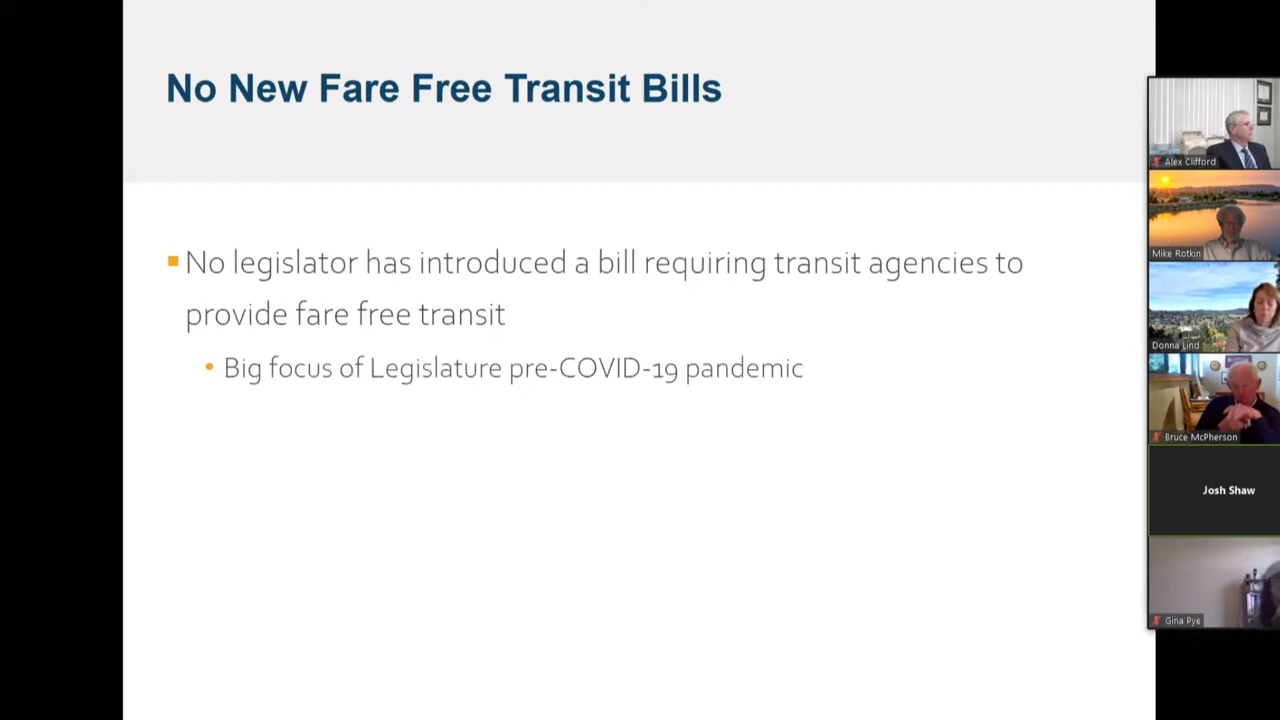 No New Fare Free Transit Bills
No legislator has introduced a bill requiring transit agencies to
provide fare free transit
Big focus of Legislature pre-COVID-19 pandemic
Alex Clifford
Mike Rotkin
Donna Lind
Bruce McPherson
Josh Shaw
Gina Pye